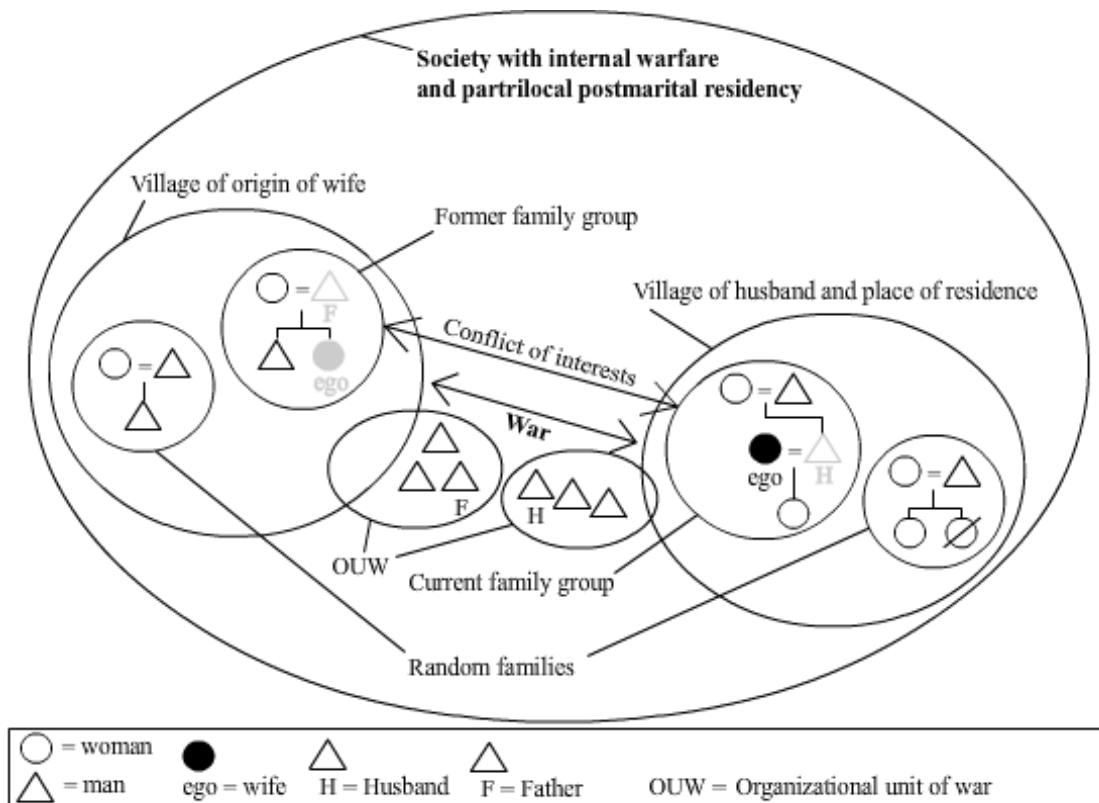 Society with internal warfare
and partrilocal postmarital residency
Village of origin of wife
Former family group
Village of husband and place of residence
Conflict of interests
War
=
F
ego
=
=
ego
=
H
=
F
H
OUW
Current family group
Random families
= woman
= man
ego = wife
H = Husband
F = Father
OUW = Organizational unit of war